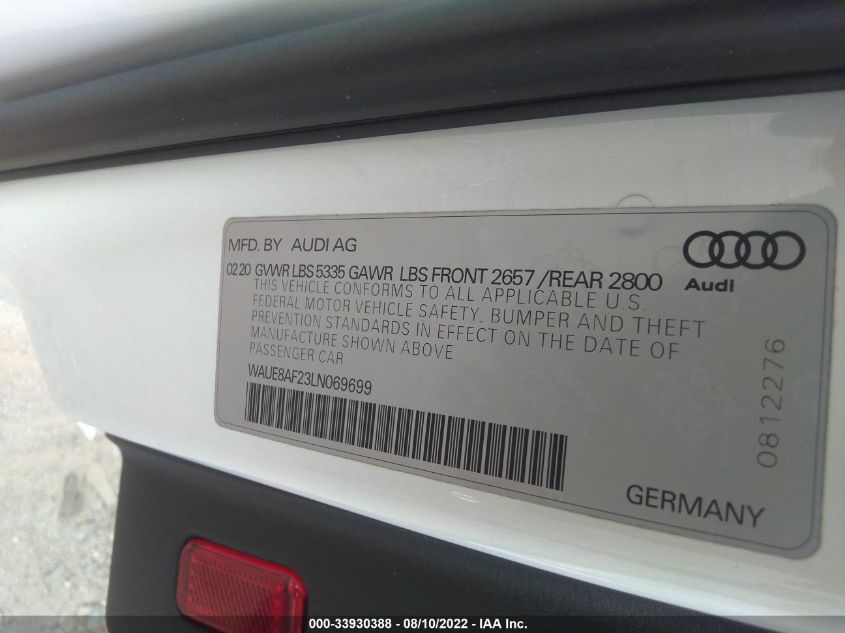 MFD. BY AUDI AG
0220 GVWR LBS 5335 GAWR LBS FRONT 2657 /REAR 2800
THIS VEHICLE CONFORMS TO ALL APPLICABLE U.S.
FEDERAL MOTOR VEHICLE SAFETY, BUMPER AND THEFT
PREVENTION STANDARDS IN EFFECT ON THE DATE OF
MANUFACTURE SHOWN ABOVE
PASSENGER CAR
WAUE8AF23LN069699
Audi
0812276
GERMANY
000-33930388 - 08/10/2022 - IAA Inc.